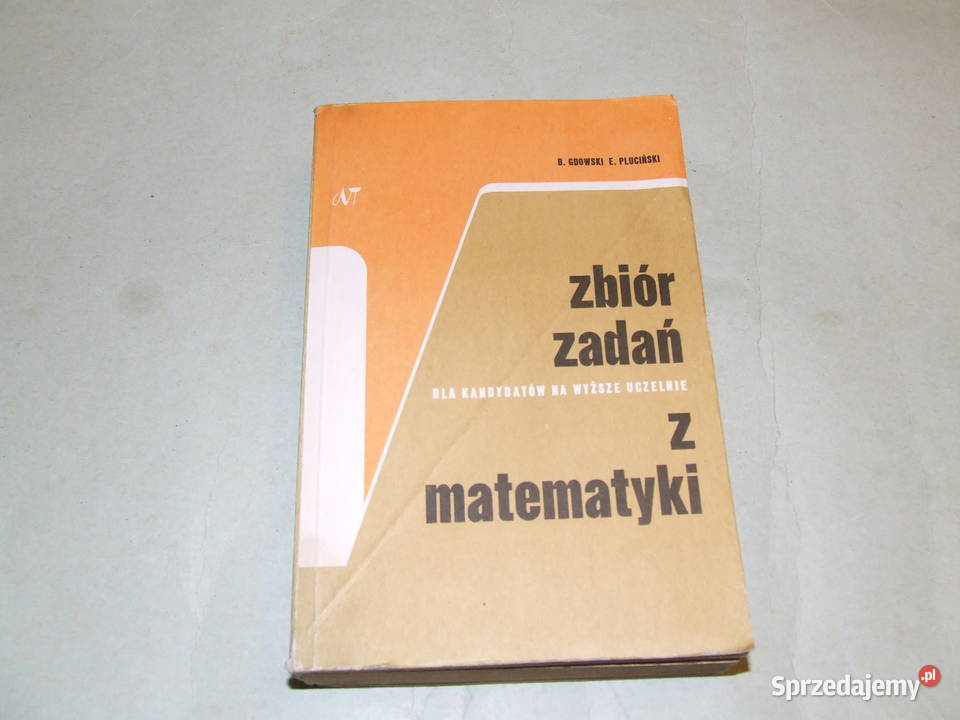 B. GDOWSKI E. PLUCIŃSKI
zbiór
zadań
DLA KANDYDATÓW NA WYŻSZE UCZELNIE
z
matematyki
Sprzedajemy.pl